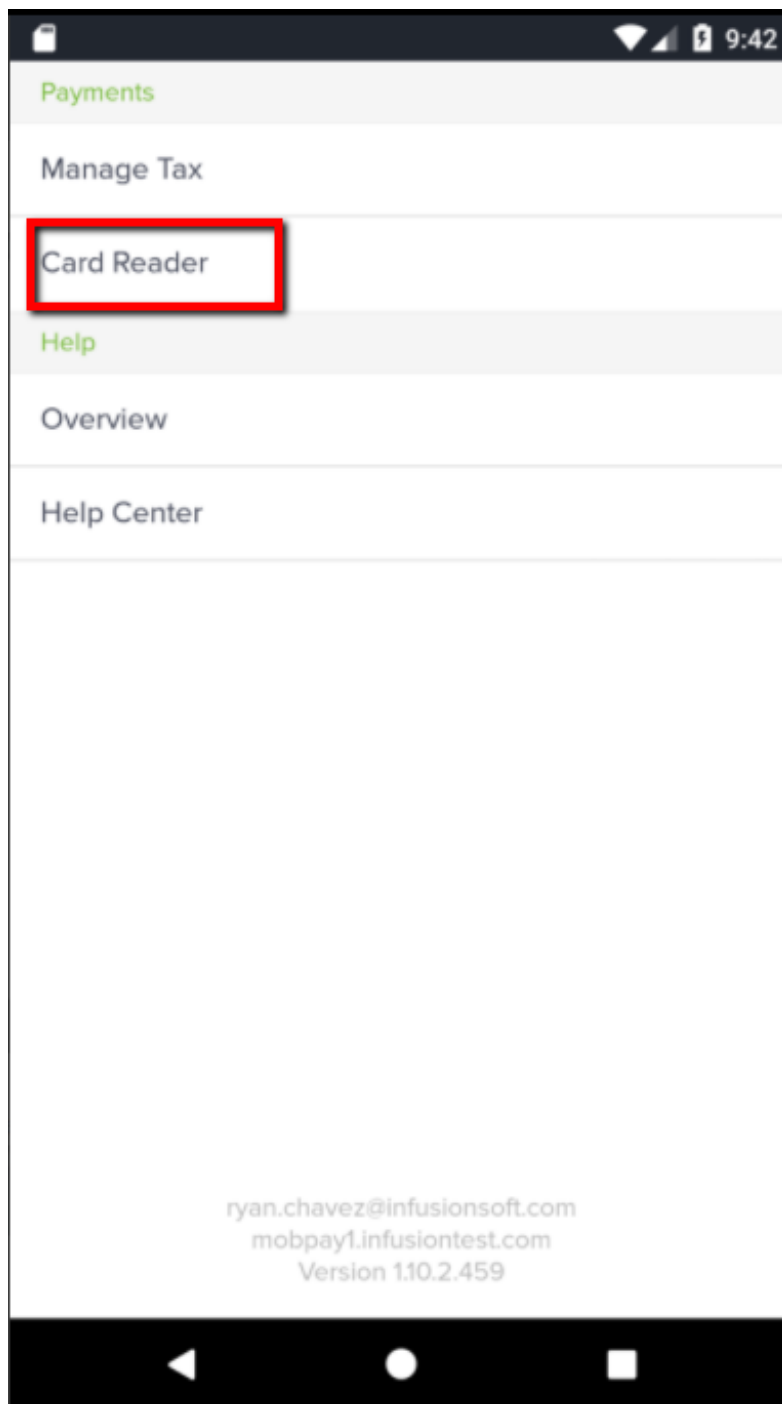 9:42
Payments
Manage Tax
Card Reader
Help
Overview
Help Center
ryan.chavez@infusionsoft.com
mobpay1.infusiontest.com
Version 1.10.2.459